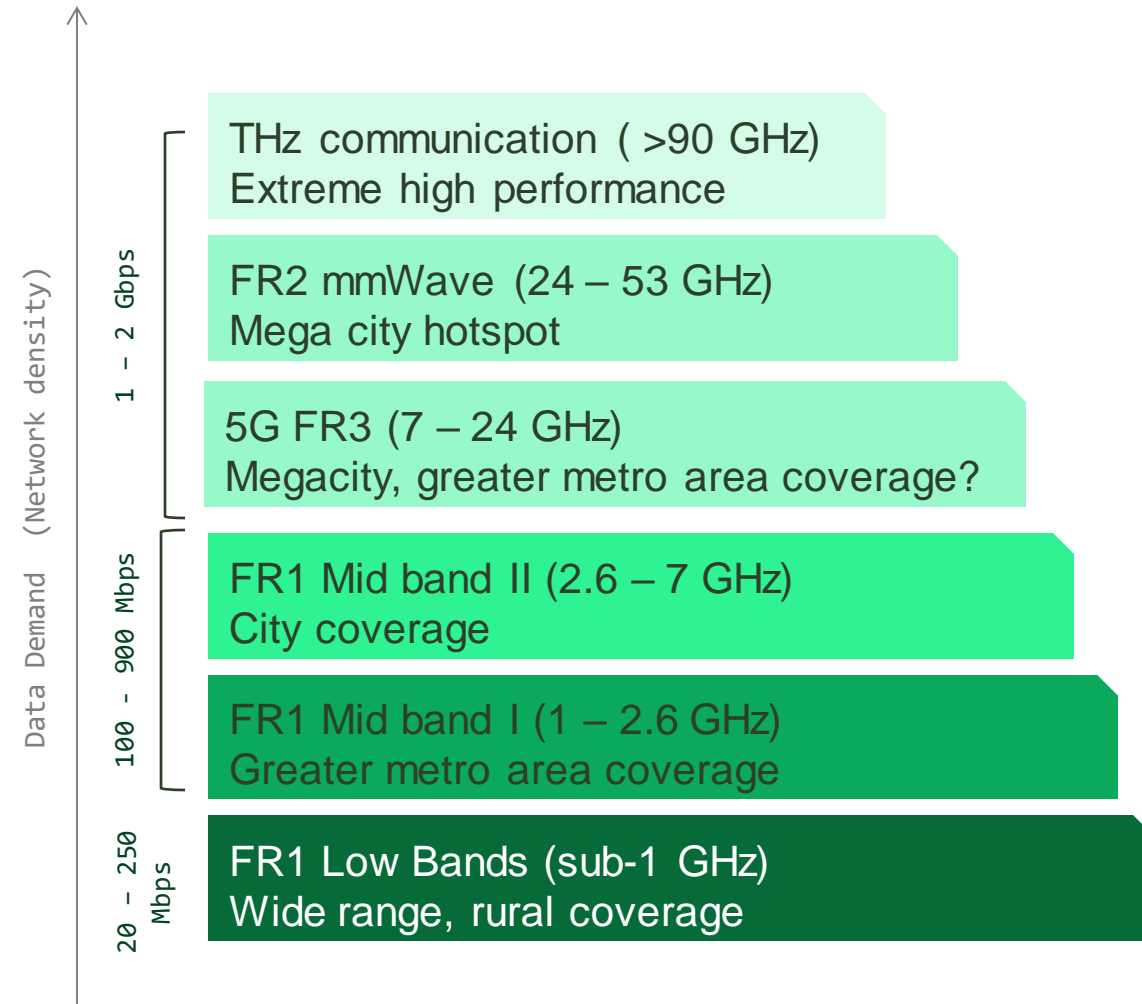 THz communication ( >90 GHz)
Extreme high performance
FR2 mmWave (24 – 53 GHz)
Mega city hotspot
5G FR3 (7 – 24 GHz)
Megacity, greater metro area coverage?
FR1 Mid band II (2.6 – 7 GHz)
City coverage
FR1 Mid band I (1 – 2.6 GHz)
Greater metro area coverage
FR1 Low Bands (sub-1 GHz)
Wide range, rural coverage
1 – 2 Gbps
100 - 900 Mbps
20 – 250
Mbps
Data Demand (Network density)